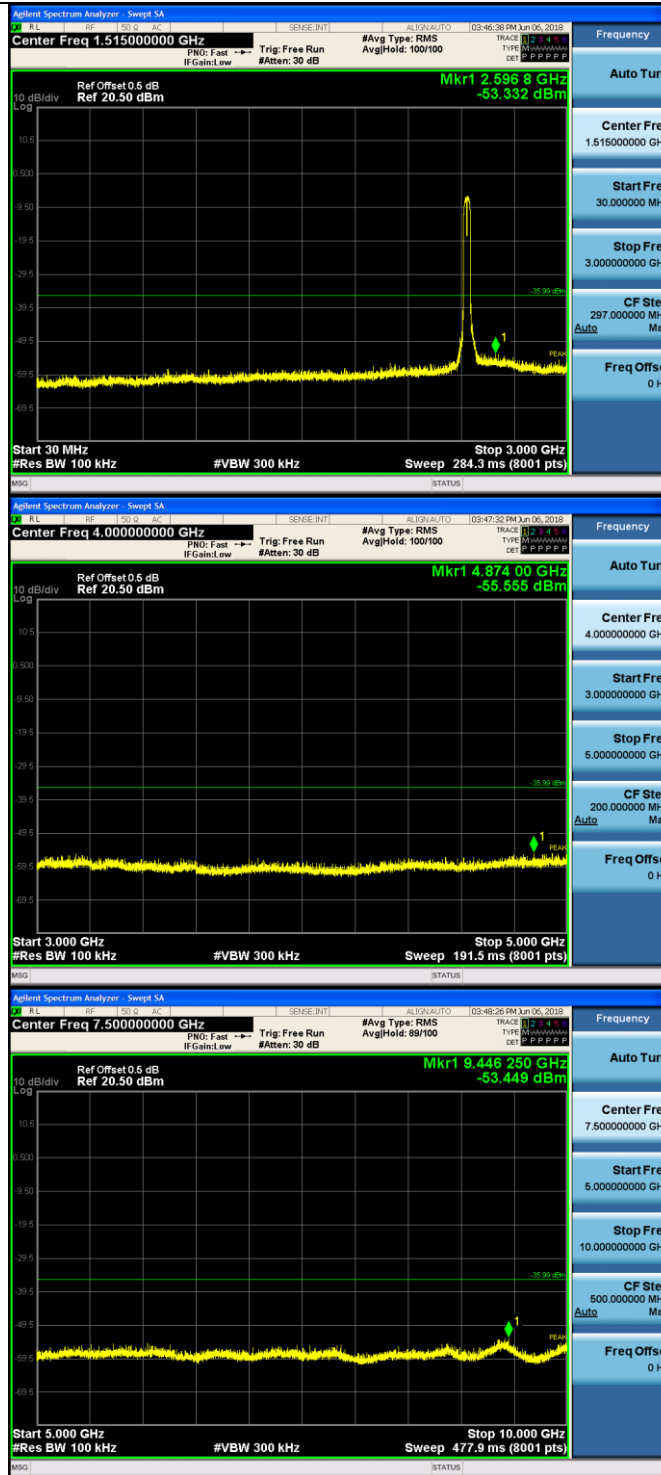 Agilent Spectrum Analyzer - Swept SA
RL RF 50 Ω AC SENSE:INT ALIGNAUTO 03:46:38 PM Jun 06, 2018
Center Freq 1.515000000 GHz #Avg Type: RMS TRACE 1 2 3 4 5 6
PNO: Fast Trig: Free Run Avg|Hold: 100/100 TYPE M
IFGain:Low #Atten: 30 dB DET P P P P P P
Mkr1 2.596 8 GHz
Ref Offset 0.5 dB
10 dB/div Ref 20.50 dBm -53.332 dBm
Log
10.5
0.500
-9.50
-19.5
-29.5
-35.99 dBm
-39.5
-49.5
1
PEAK
-59.5
-69.5
Start 30 MHz Stop 3.000 GHz
#Res BW 100 kHz #VBW 300 kHz Sweep 284.3 ms (8001 pts)
MSG STATUS
Frequency
Auto Tun
Center Fre
1.515000000 GH
Start Fre
30.000000 MH
Stop Fre
3.000000000 GH
CF Ste
297.000000 MH
Auto Ma
Freq Offse
0 H
Agilent Spectrum Analyzer - Swept SA
RL RF 50 Ω AC SENSE:INT ALIGNAUTO 03:47:32 PM Jun 06, 2018
Center Freq 4.000000000 GHz #Avg Type: RMS TRACE 1 2 3 4 5 6
PNO: Fast Trig: Free Run Avg|Hold: 100/100 TYPE M
IFGain:Low #Atten: 30 dB DET P P P P P P
Mkr1 4.874 00 GHz
Ref Offset 0.5 dB
10 dB/div Ref 20.50 dBm -55.555 dBm
Log
10.5
0.500
-9.50
-19.5
-29.5
-35.99 dBm
-39.5
-49.5
1
PEAK
-59.5
-69.5
Start 3.000 GHz Stop 5.000 GHz
#Res BW 100 kHz #VBW 300 kHz Sweep 191.5 ms (8001 pts)
MSG STATUS
Frequency
Auto Tun
Center Fre
4.000000000 GH
Start Fre
3.000000000 GH
Stop Fre
5.000000000 GH
CF Ste
200.000000 MH
Auto Ma
Freq Offse
0 H
Agilent Spectrum Analyzer - Swept SA
RL RF 50 Ω AC SENSE:INT ALIGNAUTO 03:48:26 PM Jun 06, 2018
Center Freq 7.500000000 GHz #Avg Type: RMS TRACE 1 2 3 4 5 6
PNO: Fast Trig: Free Run Avg|Hold: 89/100 TYPE M
IFGain:Low #Atten: 30 dB DET P P P P P P
Mkr1 9.446 250 GHz
Ref Offset 0.5 dB
10 dB/div Ref 20.50 dBm -53.449 dBm
Log
10.5
0.500
-9.50
-19.5
-29.5
-35.99 dBm
-39.5
-49.5
1
PEAK
-59.5
-69.5
Start 5.000 GHz Stop 10.000 GHz
#Res BW 100 kHz #VBW 300 kHz Sweep 477.9 ms (8001 pts)
MSG STATUS
Frequency
Auto Tun
Center Fre
7.500000000 GH
Start Fre
5.000000000 GH
Stop Fre
10.000000000 GH
CF Ste
500.000000 MH
Auto Ma
Freq Offse
0 H